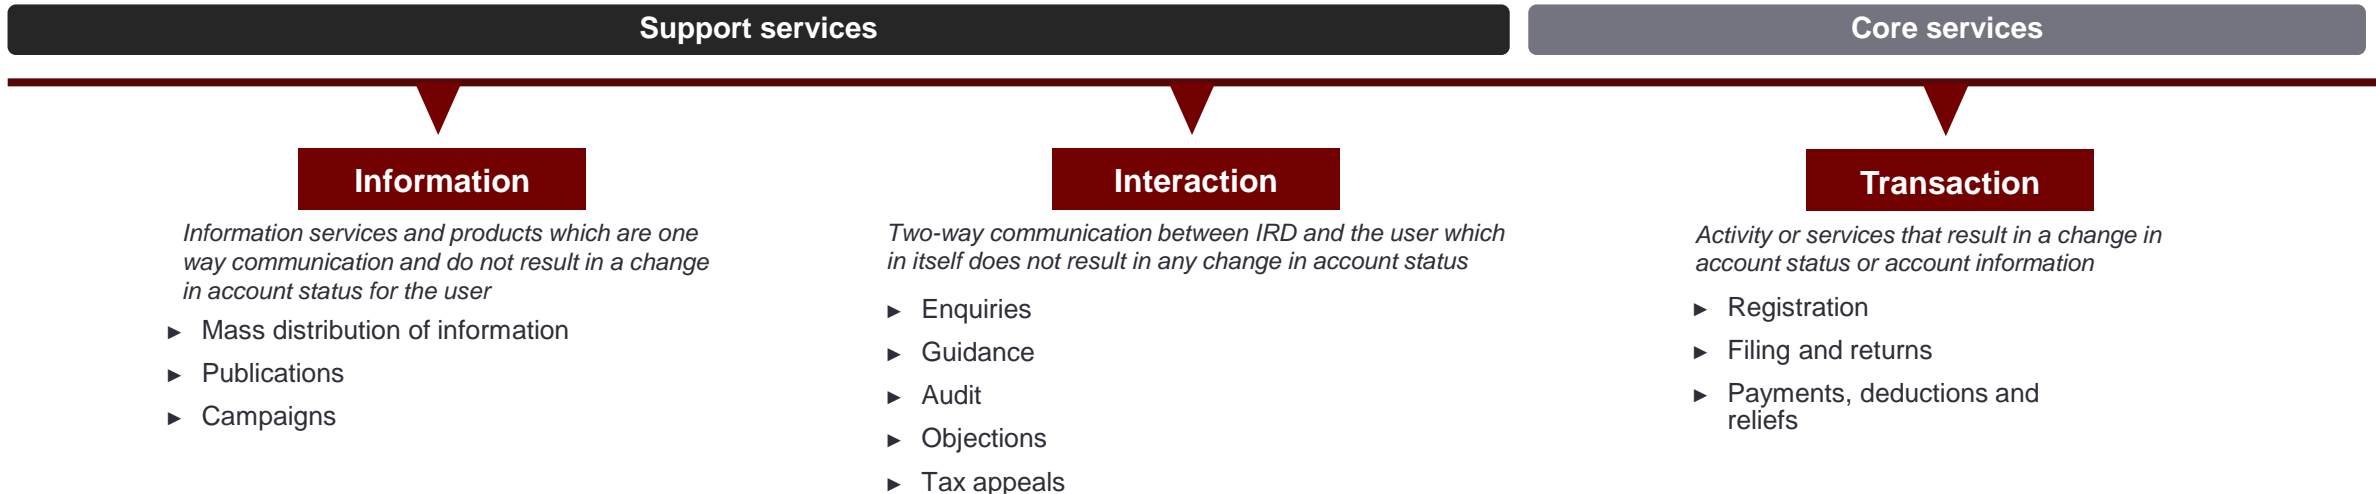 Support services
Core services
Information
Information services and products which are one
way communication and do not result in a change
in account status for the user
► Mass distribution of information
► Publications
► Campaigns
Interaction
Two-way communication between IRD and the user which
in itself does not result in any change in account status
► Enquiries
► Guidance
► Audit
► Objections
► Tax appeals
Transaction
Activity or services that result in a change in
account status or account information
► Registration
► Filing and returns
► Payments, deductions and
reliefs